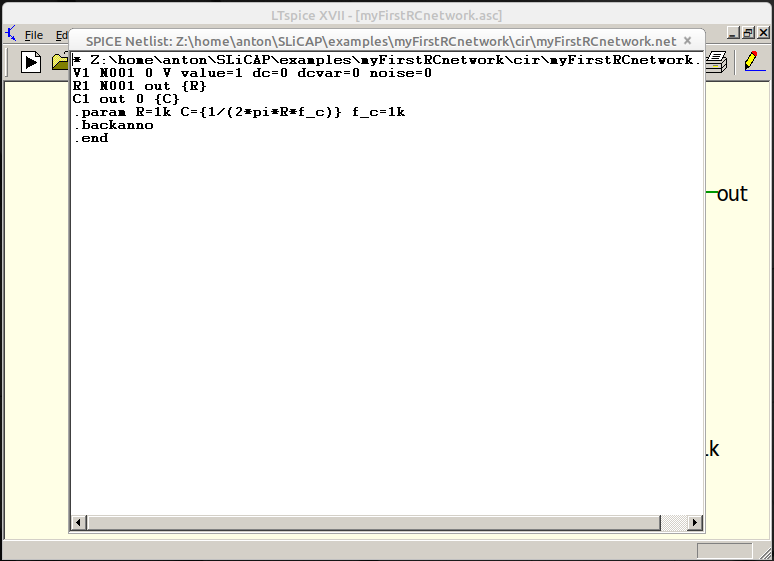 LTspice XVII - [myFirstRCnetwork.asc]
File Ed
SPICE Netlist: Z:\home\anton\SLiCAP\examples\myFirstRCnetwork\cir\myFirstRCnetwork.net ×
* Z:\home\anton\SLiCAP\examples\myFirstRCnetwork\cir\myFirstRCnetwork.
V1 N001 0 V value=1 dc=0 dcvar=0 noise=0
R1 N001 out {R}
C1 out 0 {C}
.param R=1k C={1/(2*pi*R*f_c)} f_c=1k
.backanno
.end
out